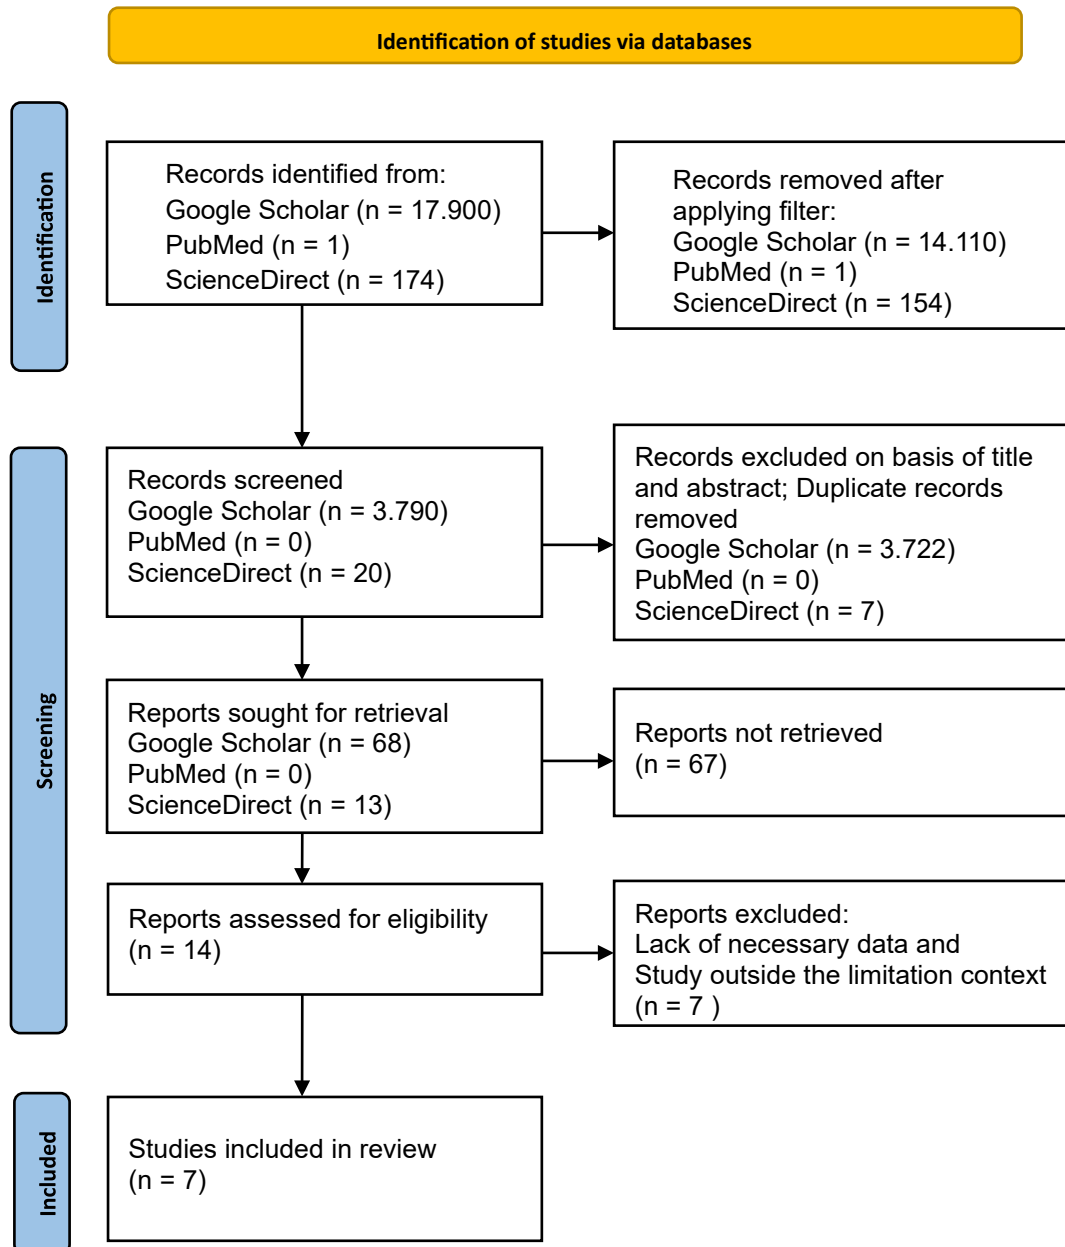 Identification of studies via databases
Identification
Records identified from:
Google Scholar (n = 17.900)
PubMed (n = 1)
ScienceDirect (n = 174)
Records removed after
applying filter:
Google Scholar (n = 14.110)
PubMed (n = 1)
ScienceDirect (n = 154)
Screening
Records screened
Google Scholar (n = 3.790)
PubMed (n = 0)
ScienceDirect (n = 20)
Records excluded on basis of title
and abstract; Duplicate records
removed
Google Scholar (n = 3.722)
PubMed (n = 0)
ScienceDirect (n = 7)
Reports sought for retrieval
Google Scholar (n = 68)
PubMed (n = 0)
ScienceDirect (n = 13)
Reports not retrieved
(n = 67)
Reports assessed for eligibility
(n = 14)
Reports excluded:
Lack of necessary data and
Study outside the limitation context
(n = 7 )
Included
Studies included in review
(n = 7)